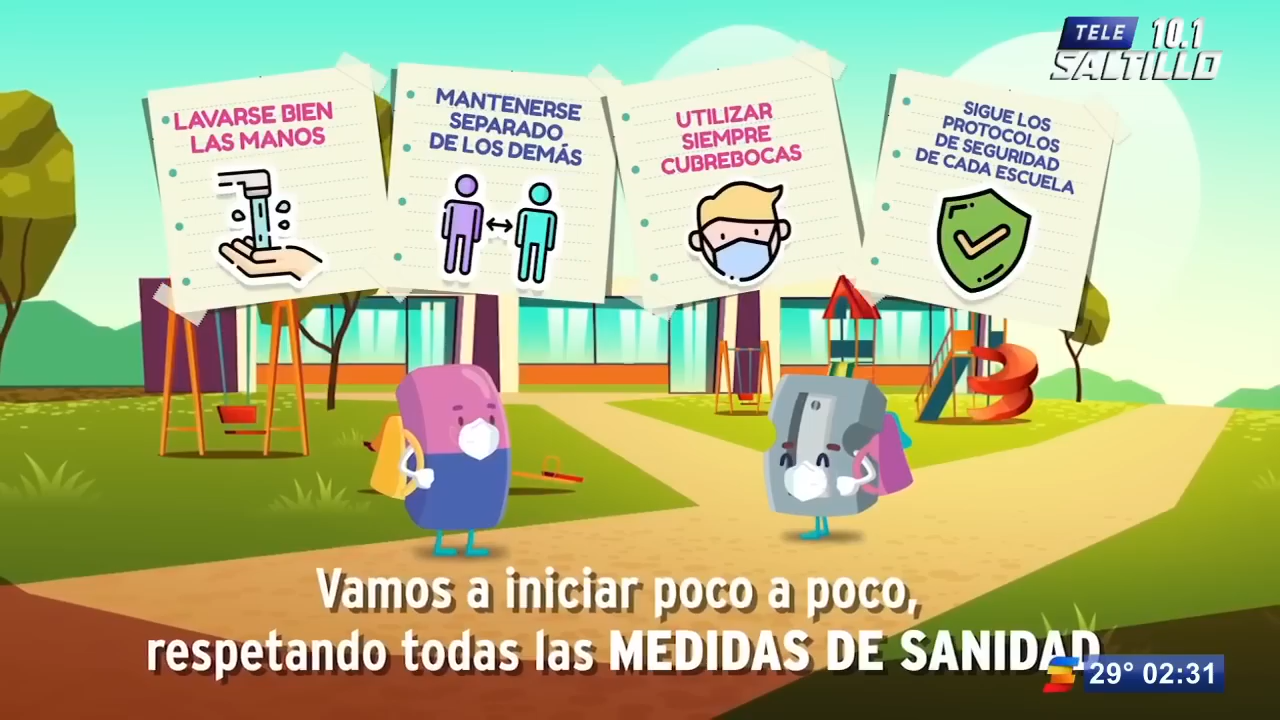 TELE 10.1
SALTILLO
LAVARSE BIEN
LAS MANOS
MANTENERSE
SEPARADO
DE LOS DEMÁS
UTILIZAR
SIEMPRE
CUBREBOCAS
SIGUE LOS
PROTOCOLOS
DE SEGURIDAD
DE CADA ESCUELA
Vamos a iniciar poco a poco,
respetando todas las MEDIDAS DE SANIDAD
29° 02:31